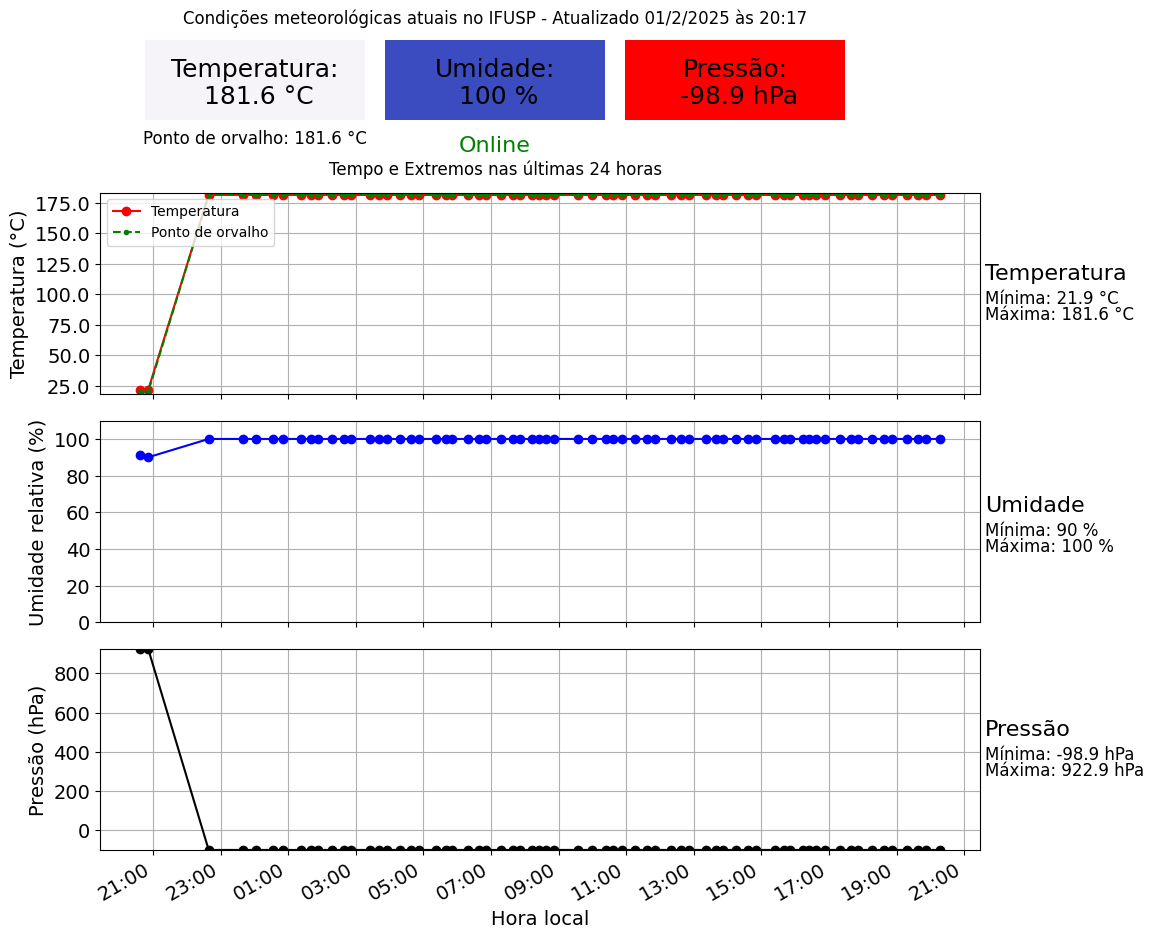 Condições meteorológicas atuais no IFUSP - Atualizado 01/2/2025 às 20:17
Temperatura:
181.6 °C
Umidade:
100 %
Pressão:
-98.9 hPa
Ponto de orvalho: 181.6 °C
Online
Tempo e Extremos nas últimas 24 horas
Temperatura (°C)
175.0
150.0
125.0
100.0
75.0
50.0
25.0
Temperatura
Ponto de orvalho
Temperatura
Mínima: 21.9 °C
Máxima: 181.6 °C
Umidade relativa (%)
100
80
60
40
20
0
Umidade
Mínima: 90 %
Máxima: 100 %
Pressão (hPa)
800
600
400
200
0
Pressão
Mínima: -98.9 hPa
Máxima: 922.9 hPa
21:00
23:00
01:00
03:00
05:00
07:00
09:00
11:00
13:00
15:00
17:00
19:00
21:00
Hora local